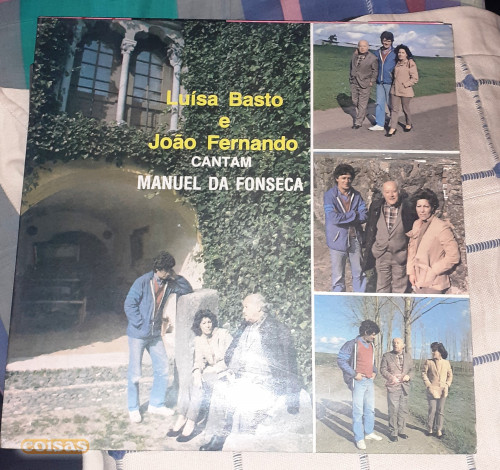 Luísa Basto
e
João Fernando
CANTAM
MANUEL DA FONSECA
coisas